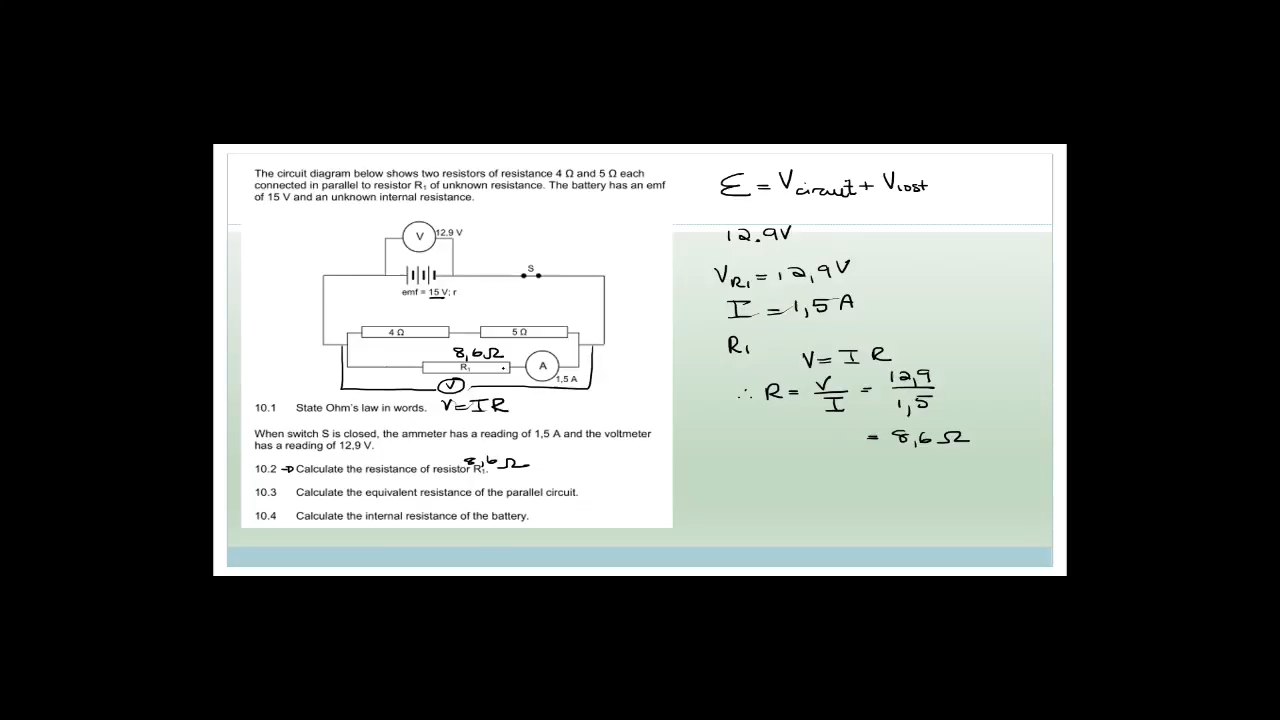 The circuit diagram below shows two resistors of resistance 4 Ω and 5 Ω each
connected in parallel to resistor R₁ of unknown resistance. The battery has an emf
of 15 V and an unknown internal resistance.
V
12.9 V
S
emf = 15 V; r
4 Ω
5 Ω
8,6Ω
R₁
A
1,5 A
V
10.1 State Ohm's law in words. V = IR
When switch S is closed, the ammeter has a reading of 1,5 A and the voltmeter
has a reading of 12,9 V.
8,6Ω
10.2 Calculate the resistance of resistor R₁.
10.3 Calculate the equivalent resistance of the parallel circuit.
10.4 Calculate the internal resistance of the battery.
Ɛ = Vcircuit + Vlost
12.9V
VR₁ = 12,9V
I = 1,5 A
R₁
V = I R
∴ R = V/I = 12,9/1,5
= 8,6Ω